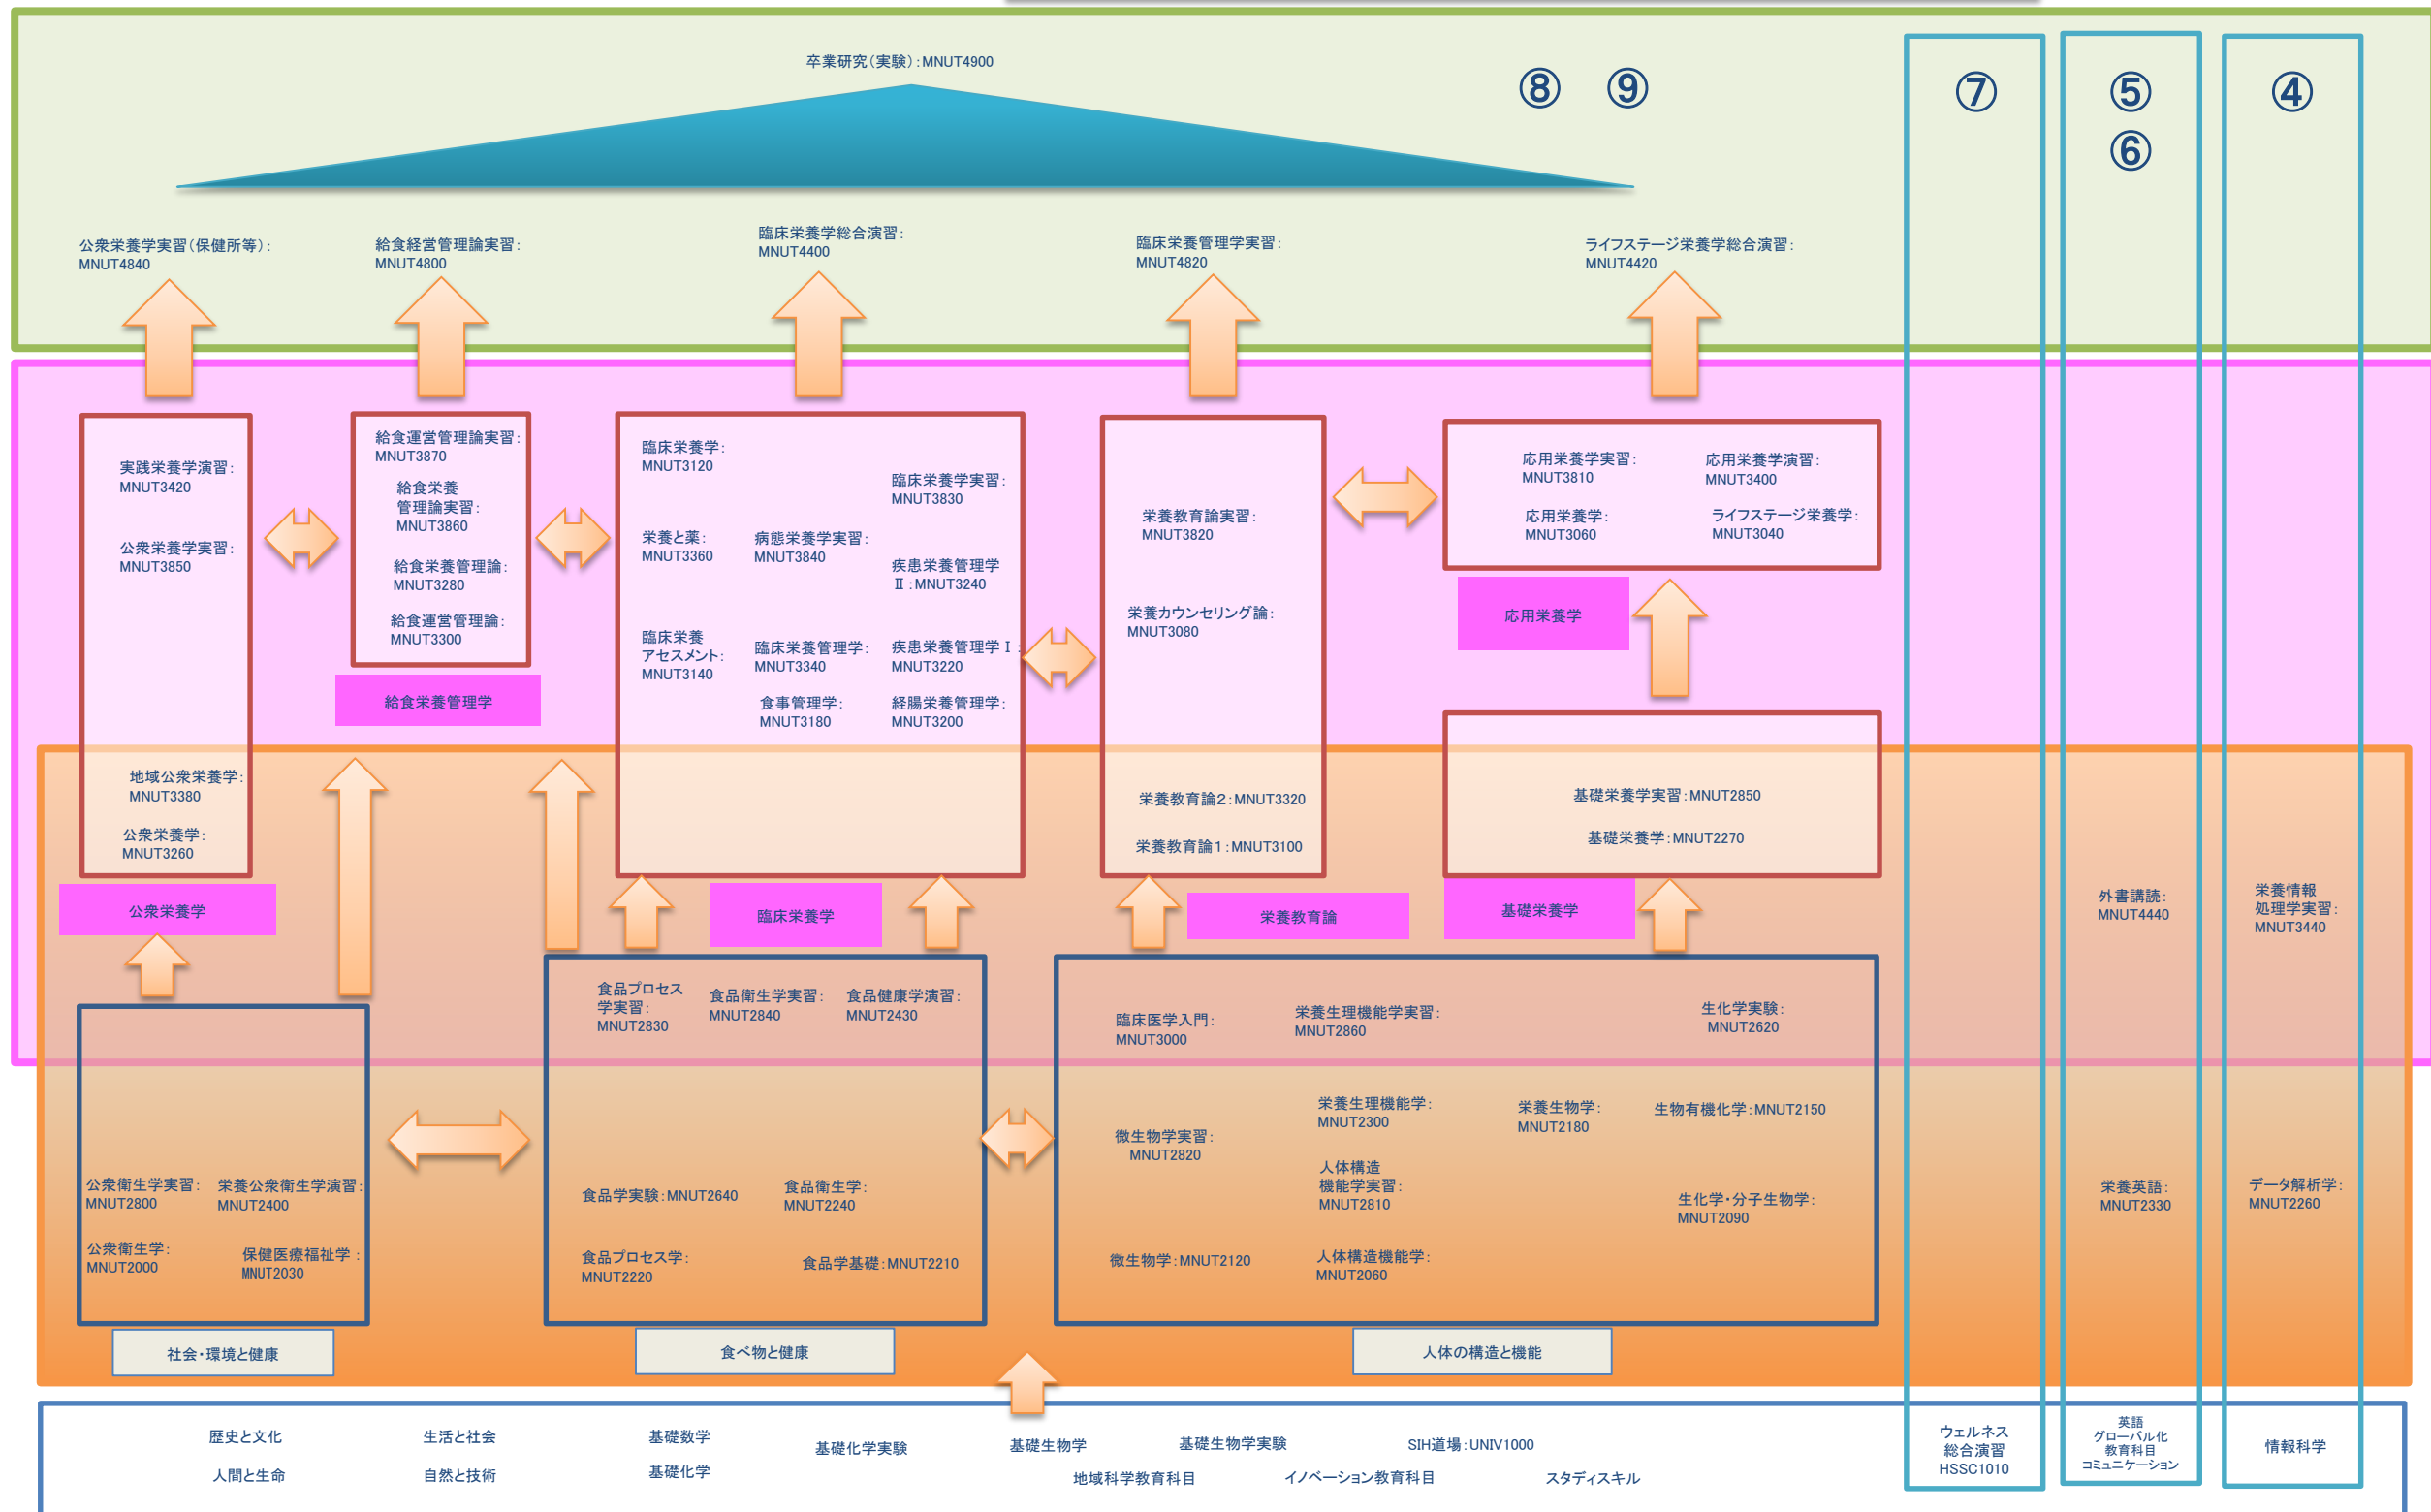 卒業研究(実験):MNUT4900
⑧ ⑨
⑦
⑤
⑥
④
公衆栄養学実習(保健所等):
MNUT4840
給食経営管理論実習:
MNUT4800
臨床栄養学総合演習:
MNUT4400
臨床栄養管理学実習:
MNUT4820
ライフステージ栄養学総合演習:
MNUT4420
実践栄養学演習:
MNUT3420
公衆栄養学実習:
MNUT3850
地域公衆栄養学:
MNUT3380
公衆栄養学:
MNUT3260
公衆栄養学
給食運営管理論実習:
MNUT3870
給食栄養
管理論実習:
MNUT3860
給食栄養管理論:
MNUT3280
給食運営管理論:
MNUT3300
給食栄養管理学
臨床栄養学:
MNUT3120
臨床栄養学実習:
MNUT3830
栄養と薬:
MNUT3360
病態栄養学実習:
MNUT3840
疾患栄養管理学
Ⅱ:MNUT3240
臨床栄養
アセスメント:
MNUT3140
臨床栄養管理学:
MNUT3340
疾患栄養管理学Ⅰ:
MNUT3220
食事管理学:
MNUT3180
経腸栄養管理学:
MNUT3200
臨床栄養学
栄養教育論実習:
MNUT3820
栄養カウンセリング論:
MNUT3080
栄養教育論2:MNUT3320
栄養教育論1:MNUT3100
栄養教育論
応用栄養学実習:
MNUT3810
応用栄養学演習:
MNUT3400
応用栄養学:
MNUT3060
ライフステージ栄養学:
MNUT3040
応用栄養学
基礎栄養学実習:MNUT2850
基礎栄養学:MNUT2270
基礎栄養学
外書講読:
MNUT4440
栄養情報
処理学実習:
MNUT3440
公衆衛生学実習:
MNUT2800
栄養公衆衛生学演習:
MNUT2400
公衆衛生学:
MNUT2000
保健医療福祉学:
MNUT2030
社会・環境と健康
食品プロセス
学実習:
MNUT2830
食品衛生学実習:
MNUT2840
食品健康学演習:
MNUT2430
食品学実験:MNUT2640
食品衛生学:
MNUT2240
食品プロセス学:
MNUT2220
食品学基礎:MNUT2210
食べ物と健康
臨床医学入門:
MNUT3000
栄養生理機能学実習:
MNUT2860
生化学実験:
MNUT2620
微生物学実習:
MNUT2820
栄養生理機能学:
MNUT2300
栄養生物学:
MNUT2180
生物有機化学:MNUT2150
人体構造
機能学実習:
MNUT2810
生化学・分子生物学:
MNUT2090
微生物学:MNUT2120
人体構造機能学:
MNUT2060
人体の構造と機能
栄養英語:
MNUT2330
データ解析学:
MNUT2260
歴史と文化
生活と社会
基礎数学
基礎化学実験
基礎生物学
基礎生物学実験
SIH道場:UNIV1000
人間と生命
自然と技術
基礎化学
地域科学教育科目
イノベーション教育科目
スタディスキル
ウェルネス
総合演習
HSSC1010
英語
グローバル化
教育科目
コミュニケーション
情報科学